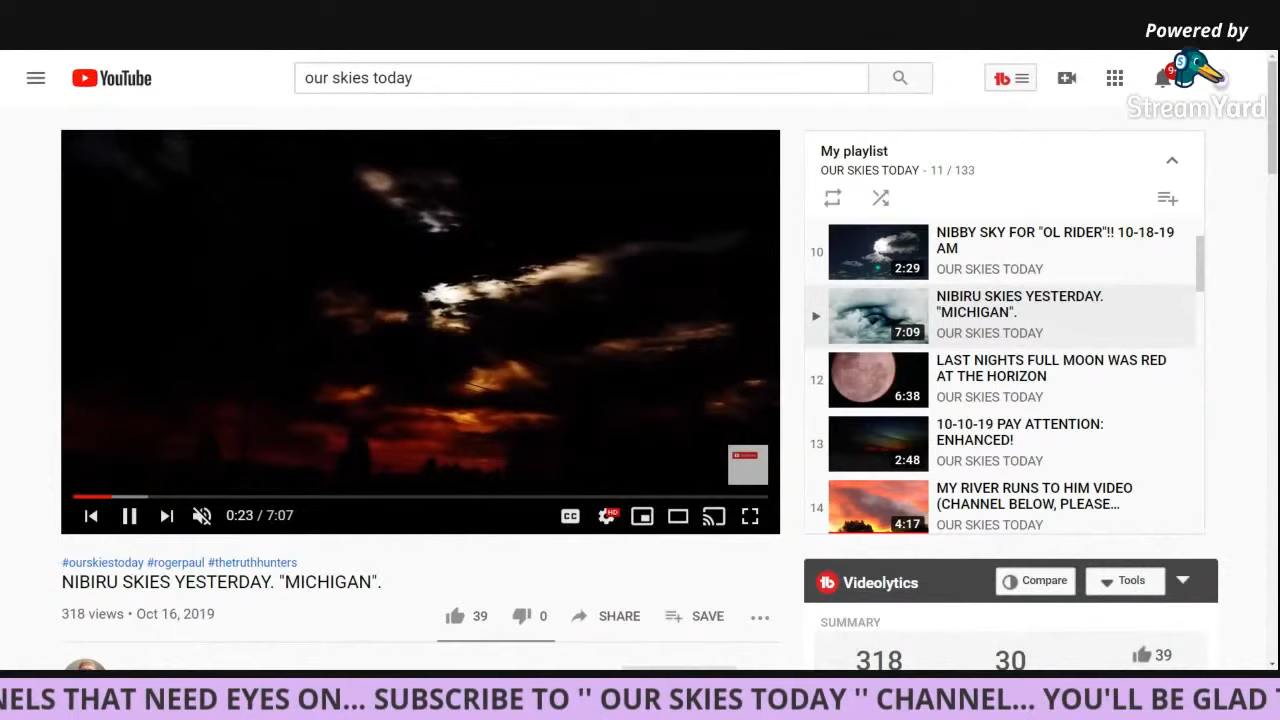 Powered by
StreamYard
YouTube
our skies today
9+
My playlist
OUR SKIES TODAY - 11 / 133
10
2:29
NIBBY SKY FOR "OL RIDER"!! 10-18-19
AM
OUR SKIES TODAY
7:09
NIBIRU SKIES YESTERDAY.
"MICHIGAN".
OUR SKIES TODAY
12
6:38
LAST NIGHTS FULL MOON WAS RED
AT THE HORIZON
OUR SKIES TODAY
13
2:48
10-10-19 PAY ATTENTION:
ENHANCED!
OUR SKIES TODAY
14
4:17
MY RIVER RUNS TO HIM VIDEO
(CHANNEL BELOW, PLEASE...
OUR SKIES TODAY
0:23 / 7:07
CC
HD
#ourskiestoday #rogerpaul #thetruthhunters
NIBIRU SKIES YESTERDAY. "MICHIGAN".
318 views • Oct 16, 2019
39
0
SHARE
SAVE
Videolytics
Compare
Tools
SUMMARY
318
30
39
NELS THAT NEED EYES ON... SUBSCRIBE TO '' OUR SKIES TODAY '' CHANNEL... YOU'LL BE GLAD